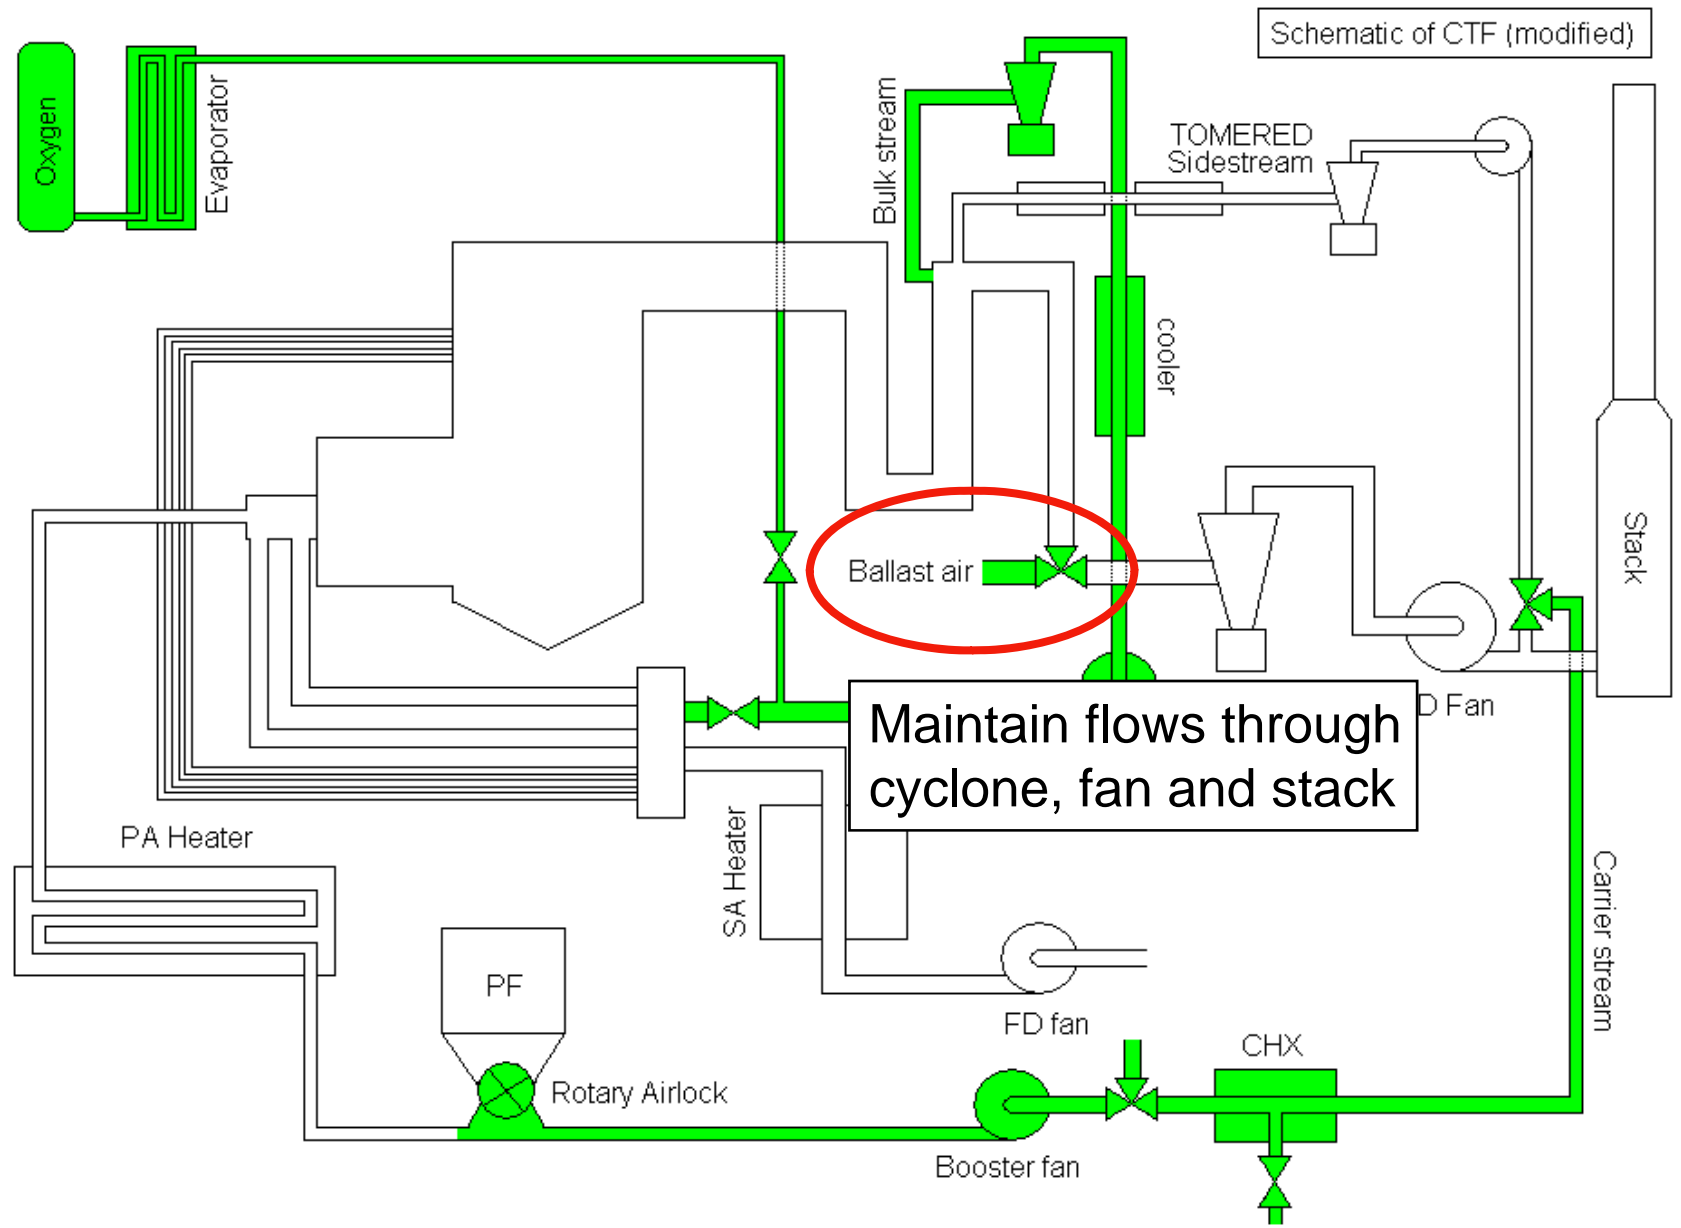 Schematic of CTF (modified)
Oxygen
Evaporator
Bulk stream
TOMERED
Sidestream
cooler
Stack
Ballast air
D Fan
Maintain flows through
cyclone, fan and stack
PA Heater
SA Heater
Carrier stream
PF
FD fan
CHX
Rotary Airlock
Booster fan